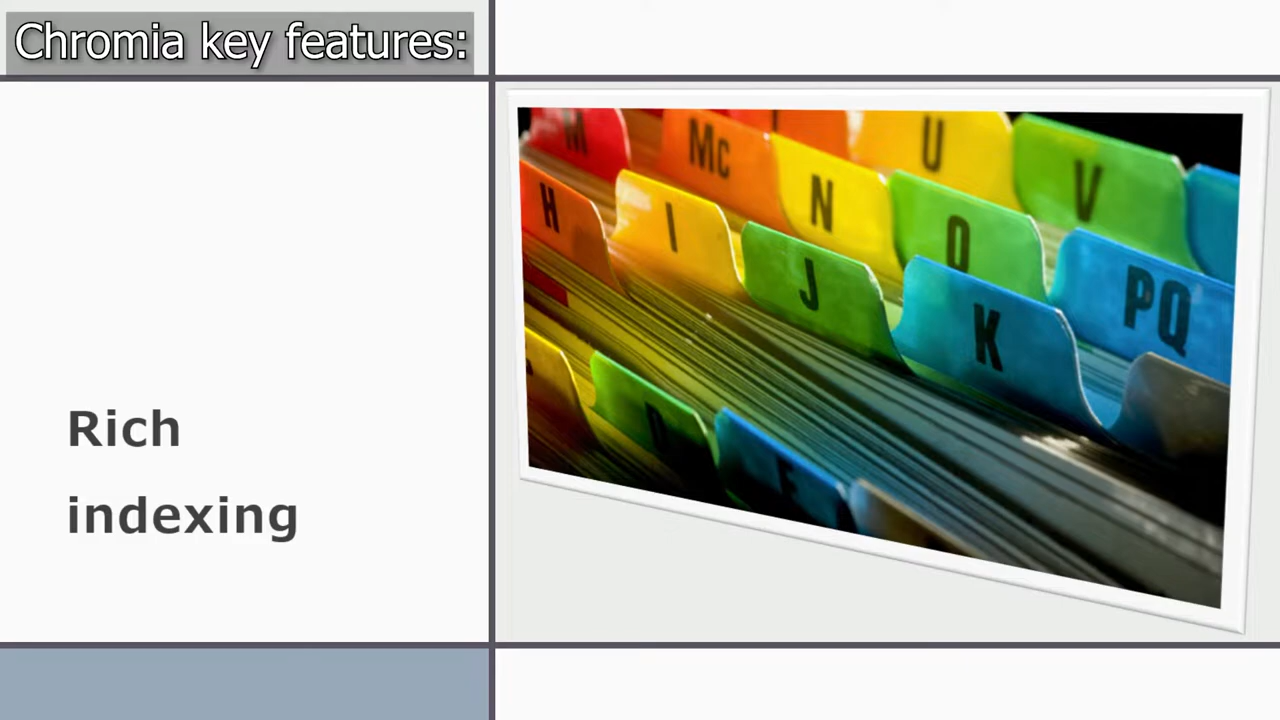 Chromia key features:
Rich
indexing
M
Mc
U
V
H
I
N
O
J
K
PQ
D
E